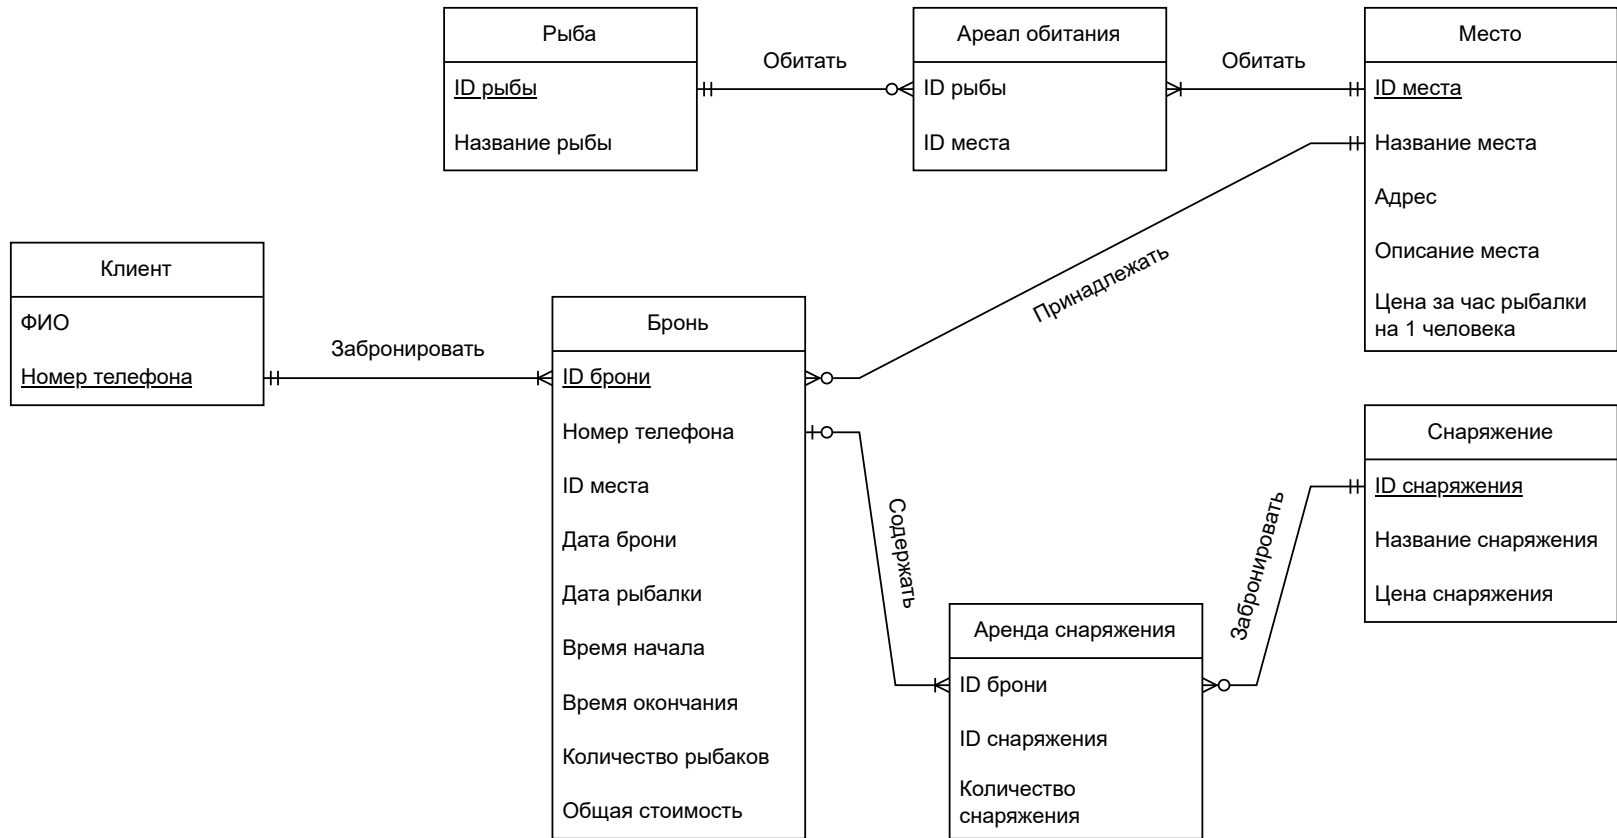 Рыба
ID рыбы
Название рыбы
Обитать
Ареал обитания
ID рыбы
ID места
Обитать
Место
ID места
Название места
Адрес
Описание места
Цена за час рыбалки
на 1 человека
Принадлежать
Клиент
ФИО
Номер телефона
Забронировать
Бронь
ID брони
Номер телефона
ID места
Дата брони
Дата рыбалки
Время начала
Время окончания
Количество рыбаков
Общая стоимость
Содержать
Аренда снаряжения
ID брони
ID снаряжения
Количество
снаряжения
Забронировать
Снаряжение
ID снаряжения
Название снаряжения
Цена снаряжения